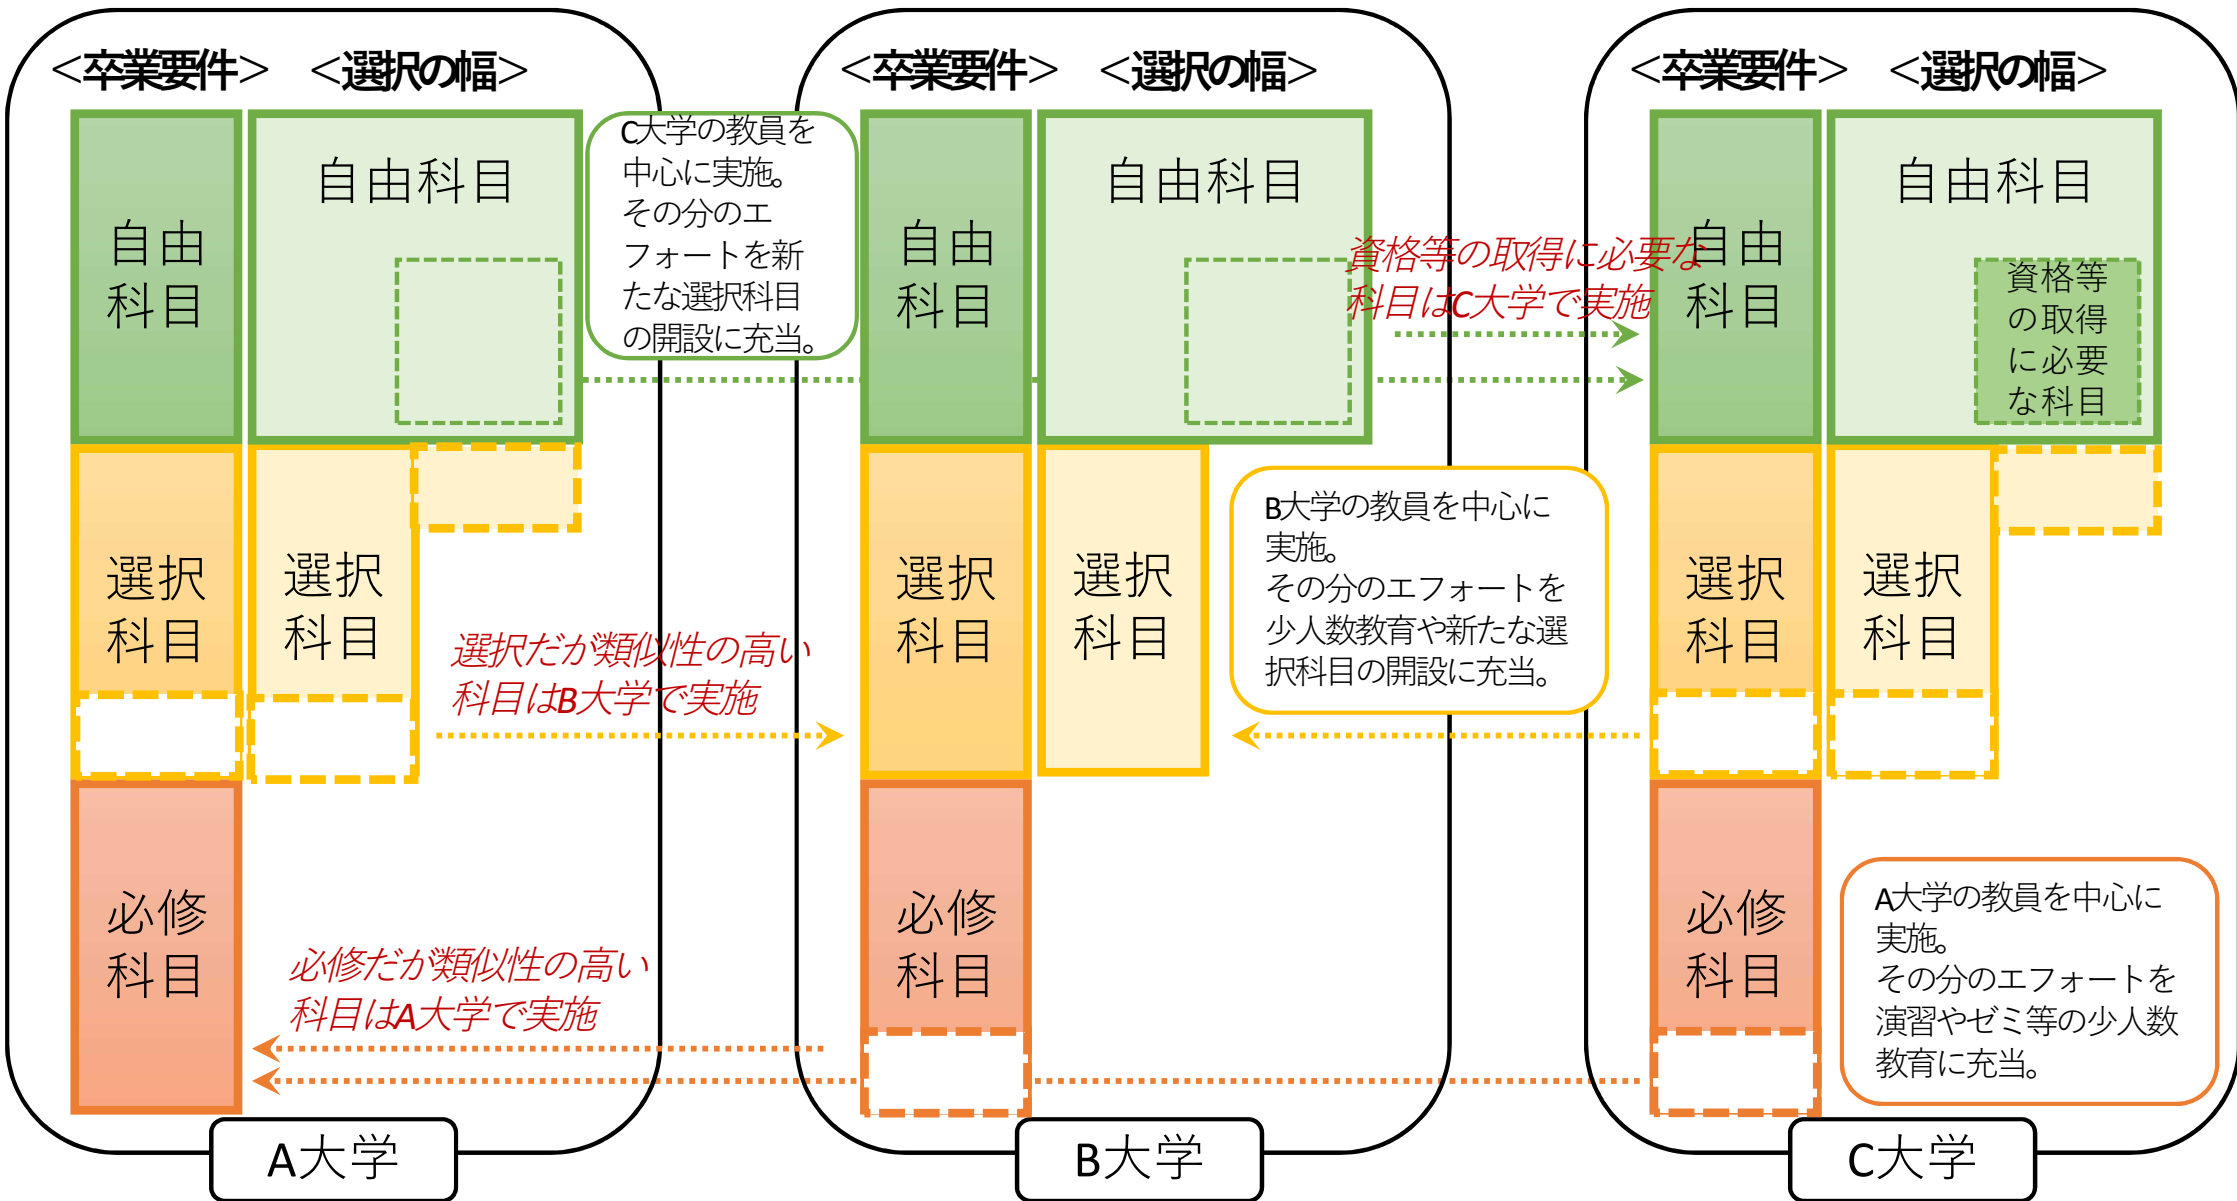 <卒業要件> <選択の幅>
自由
科目
自由科目
選択
科目
選択
科目
必修
科目
選択だが類似性の高い
科目はB大学で実施
必修だが類似性の高い
科目はA大学で実施
A大学
C大学の教員を
中心に実施。
その分のエ
フォートを新
たな選択科目
の開設に充当。
<卒業要件> <選択の幅>
自由
科目
自由科目
選択
科目
選択
科目
必修
科目
資格等の取得に必要な
科目はC大学で実施
B大学の教員を中心に
実施。
その分のエフォートを
少人数教育や新たな選
択科目の開設に充当。
B大学
<卒業要件> <選択の幅>
自由
科目
自由科目
資格等
の取得
に必要
な科目
選択
科目
選択
科目
必修
科目
A大学の教員を中心に
実施。
その分のエフォートを
演習やゼミ等の少人数
教育に充当。
C大学